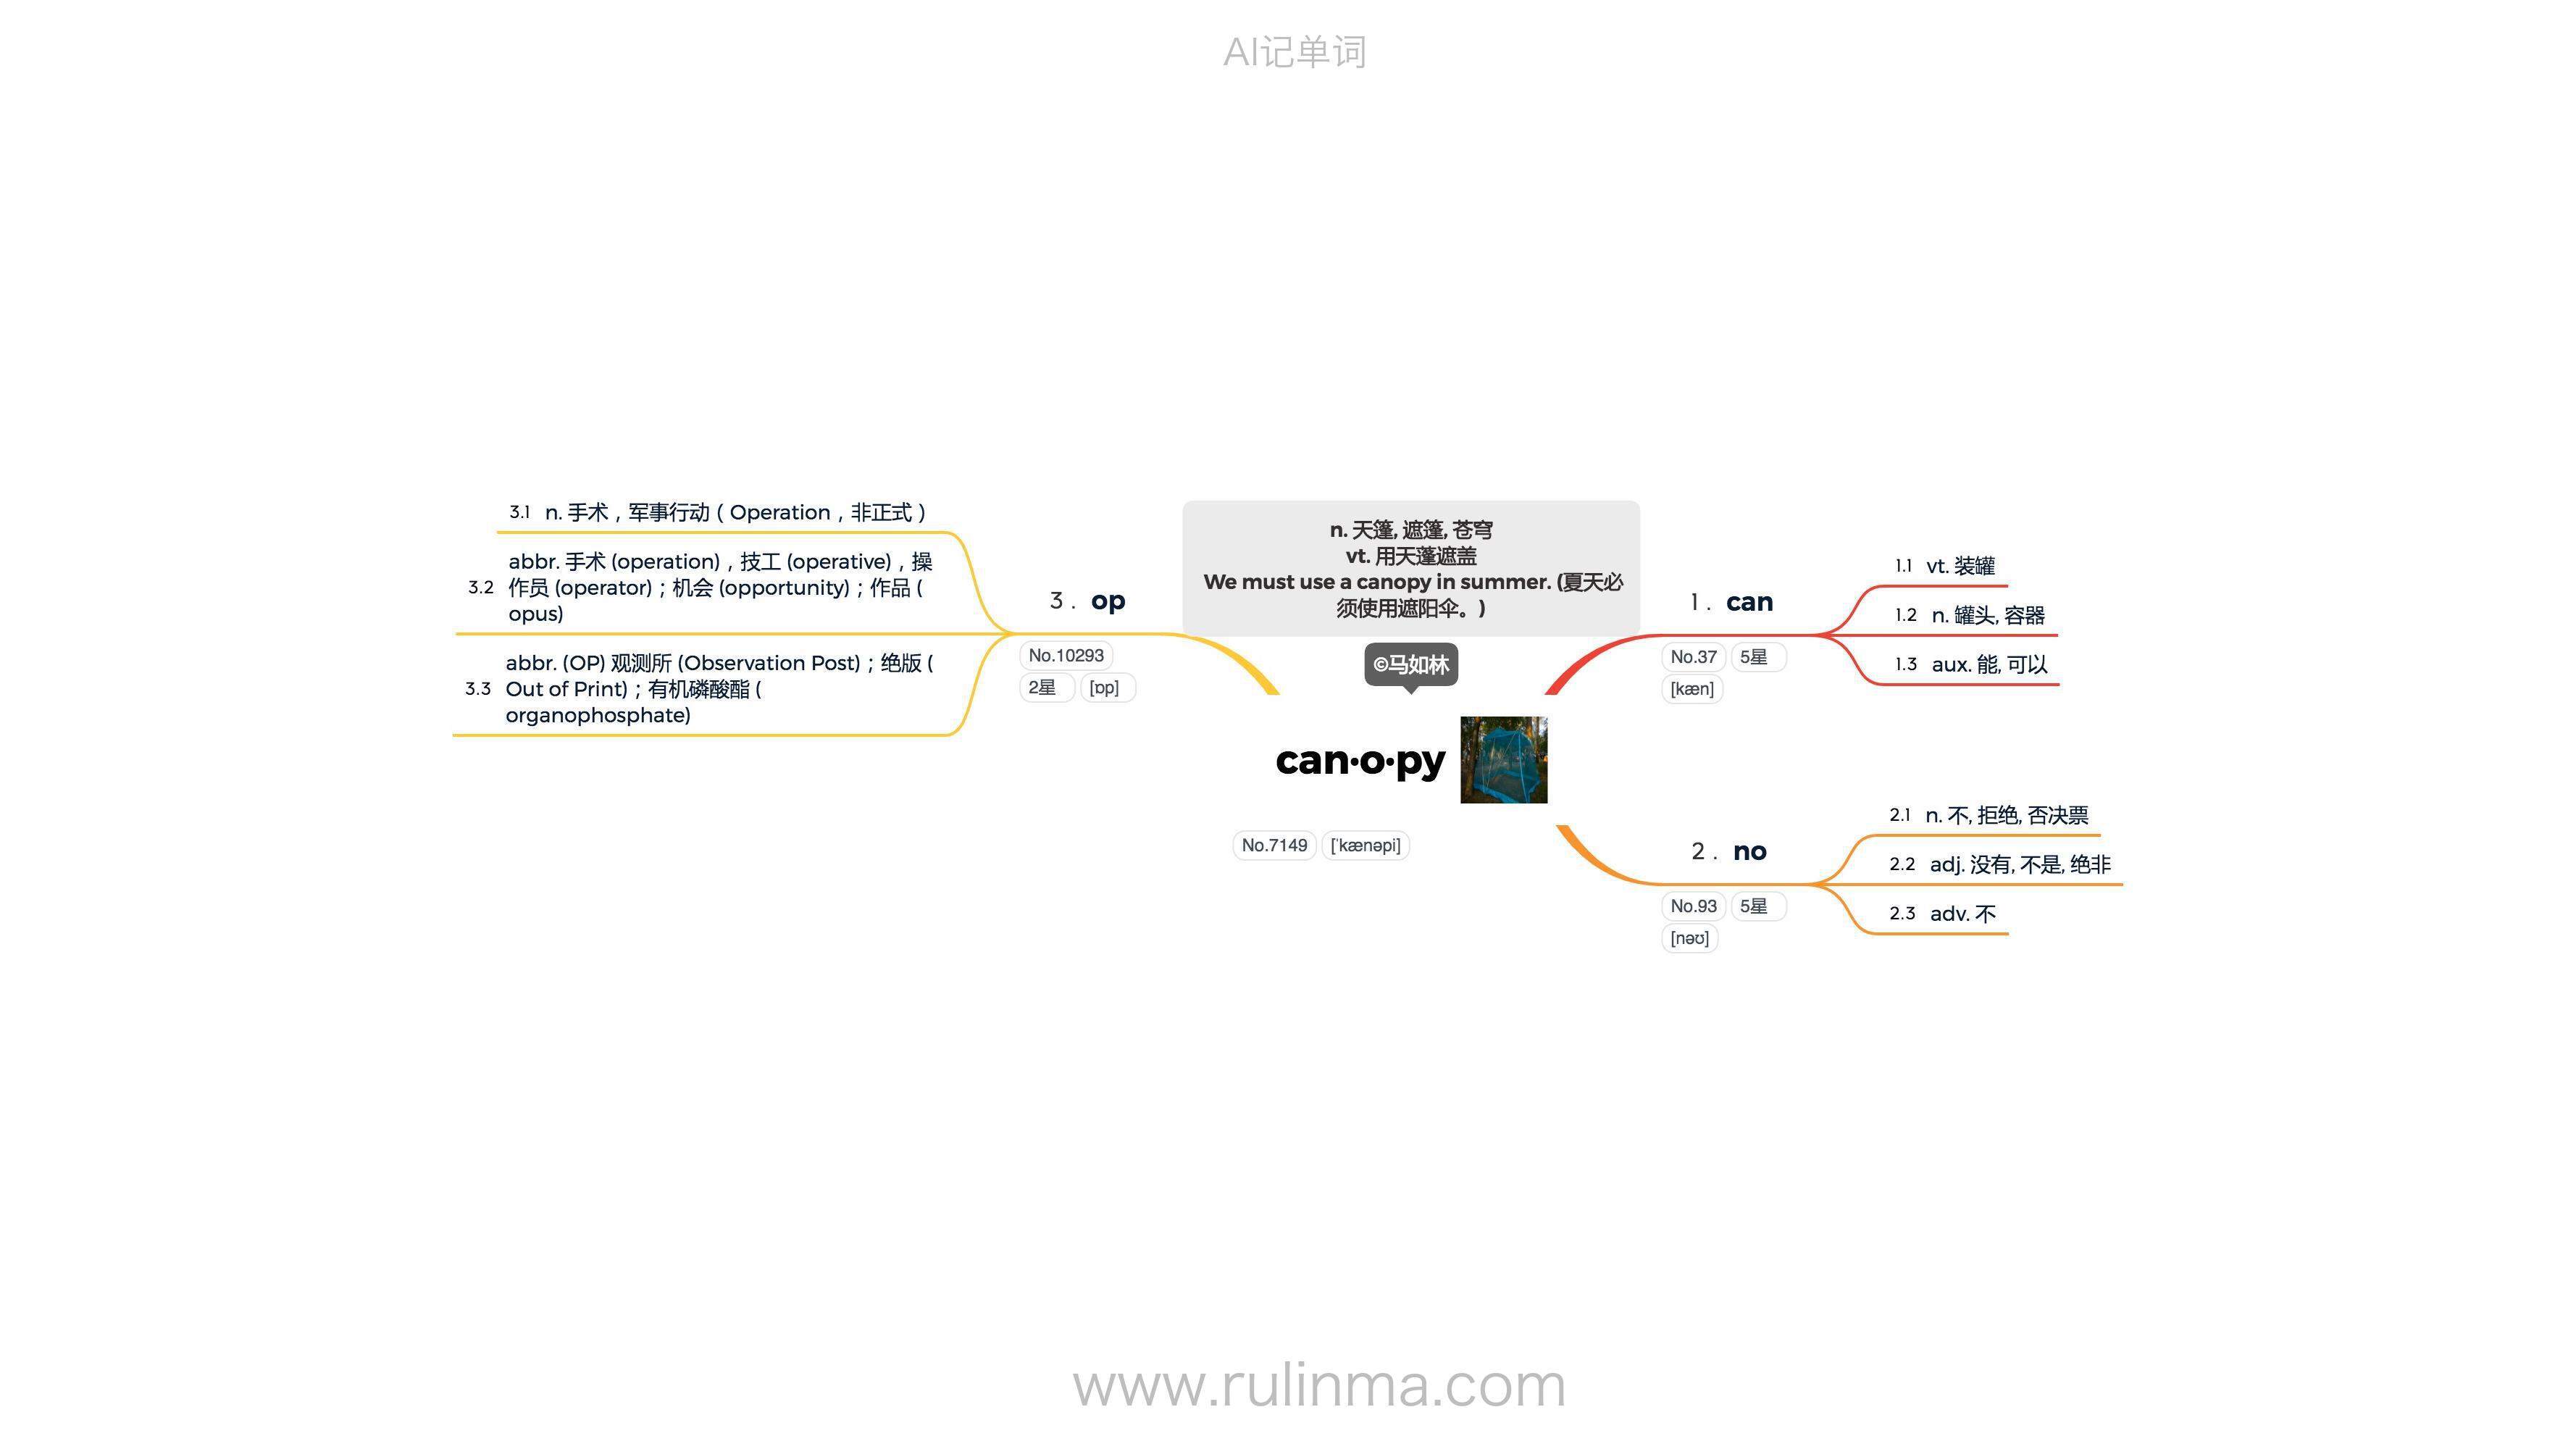 AI记单词
n. 天篷, 遮篷, 苍穹
vt. 用天蓬遮盖
We must use a canopy in summer. (夏天必
须使用遮阳伞。)
©马如林
can·o·py
No.7149 ['kænəpi]
1. can
No.37 5星
[kæn]
1.1 vt. 装罐
1.2 n. 罐头, 容器
1.3 aux. 能, 可以
2. no
No.93 5星
[nəʊ]
2.1 n. 不, 拒绝, 否决票
2.2 adj. 没有, 不是, 绝非
2.3 adv. 不
3. op
No.10293
2星 [ɒp]
3.1 n. 手术，军事行动（Operation，非正式）
3.2 abbr. 手术 (operation)，技工 (operative)，操
作员 (operator)；机会 (opportunity)；作品 (
opus)
3.3 abbr. (OP) 观测所 (Observation Post)；绝版 (
Out of Print)；有机磷酸酯 (
organophosphate)
www.rulinma.com